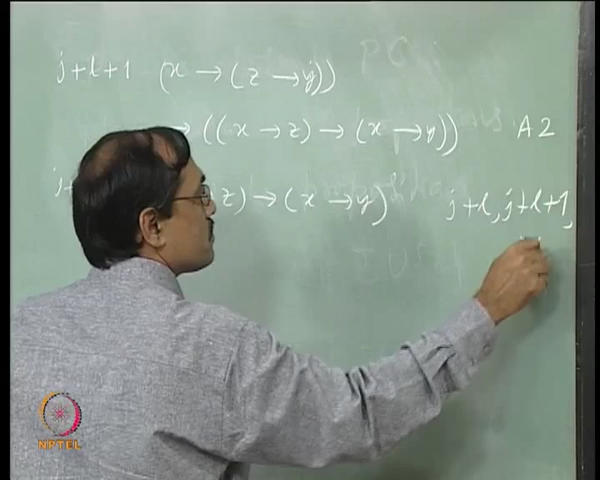 j+l+1 (x → (z → y))
→ ((x → z) → (x → y)) A2
z) → (x → y) j+l, j+l+1,
NPTEL